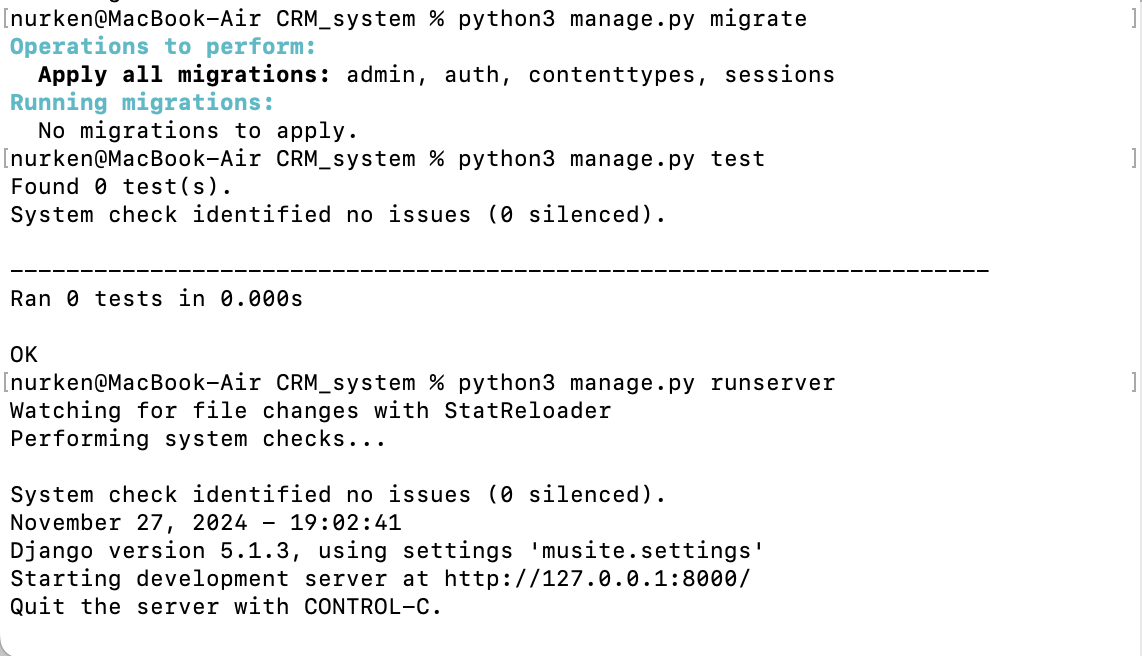 [nurken@MacBook-Air CRM_system % python3 manage.py migrate ]
Operations to perform:
  Apply all migrations: admin, auth, contenttypes, sessions
Running migrations:
  No migrations to apply.
[nurken@MacBook-Air CRM_system % python3 manage.py test ]
Found 0 test(s).
System check identified no issues (0 silenced).
----------------------------------------------------------------------
Ran 0 tests in 0.000s
OK
[nurken@MacBook-Air CRM_system % python3 manage.py runserver ]
Watching for file changes with StatReloader
Performing system checks...
System check identified no issues (0 silenced).
November 27, 2024 - 19:02:41
Django version 5.1.3, using settings 'musite.settings'
Starting development server at http://127.0.0.1:8000/
Quit the server with CONTROL-C.